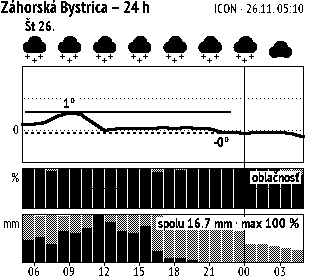 Záhorská Bystrica – 24 h
ICON · 26.11. 05:10
Št 26.
1°
0
-0°
%
oblačnosť
mm
spolu 16.7 mm · max 100 %
06 09 12 15 18 21 00 03